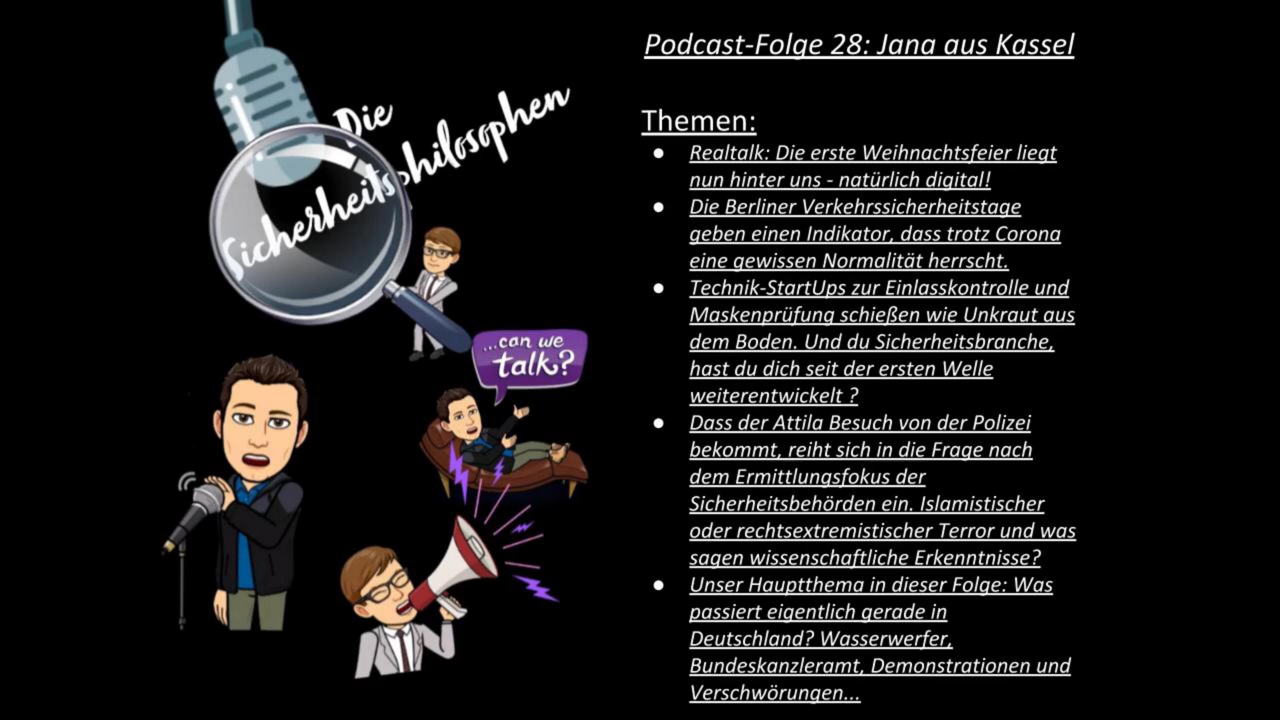 Die
Sicherheitsphilosophen
...can we
talk?
Podcast-Folge 28: Jana aus Kassel
Themen:
● Realtalk: Die erste Weihnachtsfeier liegt
nun hinter uns - natürlich digital!
● Die Berliner Verkehrssicherheitstage
geben einen Indikator, dass trotz Corona
eine gewissen Normalität herrscht.
● Technik-StartUps zur Einlasskontrolle und
Maskenprüfung schießen wie Unkraut aus
dem Boden. Und du Sicherheitsbranche,
hast du dich seit der ersten Welle
weiterentwickelt ?
● Dass der Attila Besuch von der Polizei
bekommt, reiht sich in die Frage nach
dem Ermittlungsfokus der
Sicherheitsbehörden ein. Islamistischer
oder rechtsextremistischer Terror und was
sagen wissenschaftliche Erkenntnisse?
● Unser Hauptthema in dieser Folge: Was
passiert eigentlich gerade in
Deutschland? Wasserwerfer,
Bundeskanzleramt, Demonstrationen und
Verschwörungen...